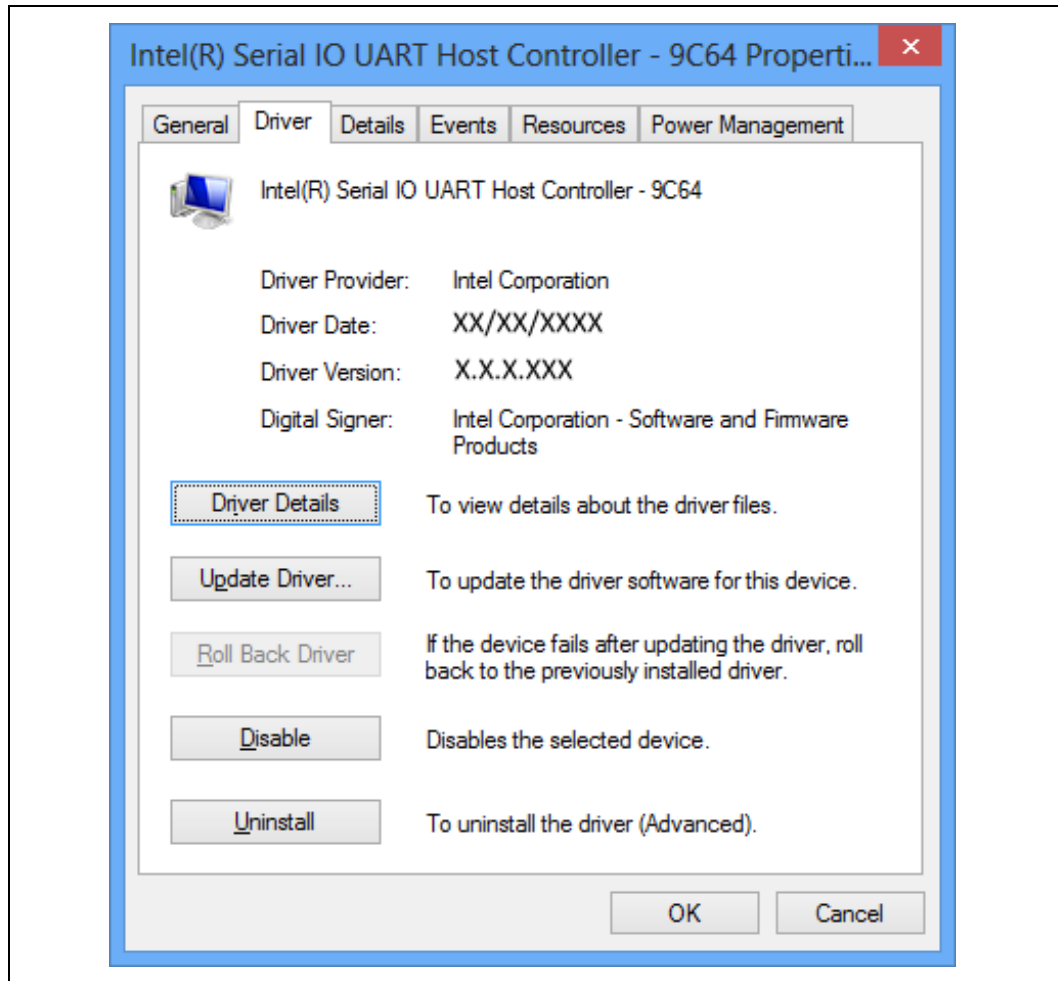 Intel(R) Serial IO UART Host Controller - 9C64 Properti...
General Driver Details Events Resources Power Management
Intel(R) Serial IO UART Host Controller - 9C64
Driver Provider: Intel Corporation
Driver Date: XX/XX/XXXX
Driver Version: X.X.X.XXX
Digital Signer: Intel Corporation - Software and Firmware
Products
Driver Details To view details about the driver files.
Update Driver... To update the driver software for this device.
Roll Back Driver If the device fails after updating the driver, roll
back to the previously installed driver.
Disable Disables the selected device.
Uninstall To uninstall the driver (Advanced).
OK Cancel